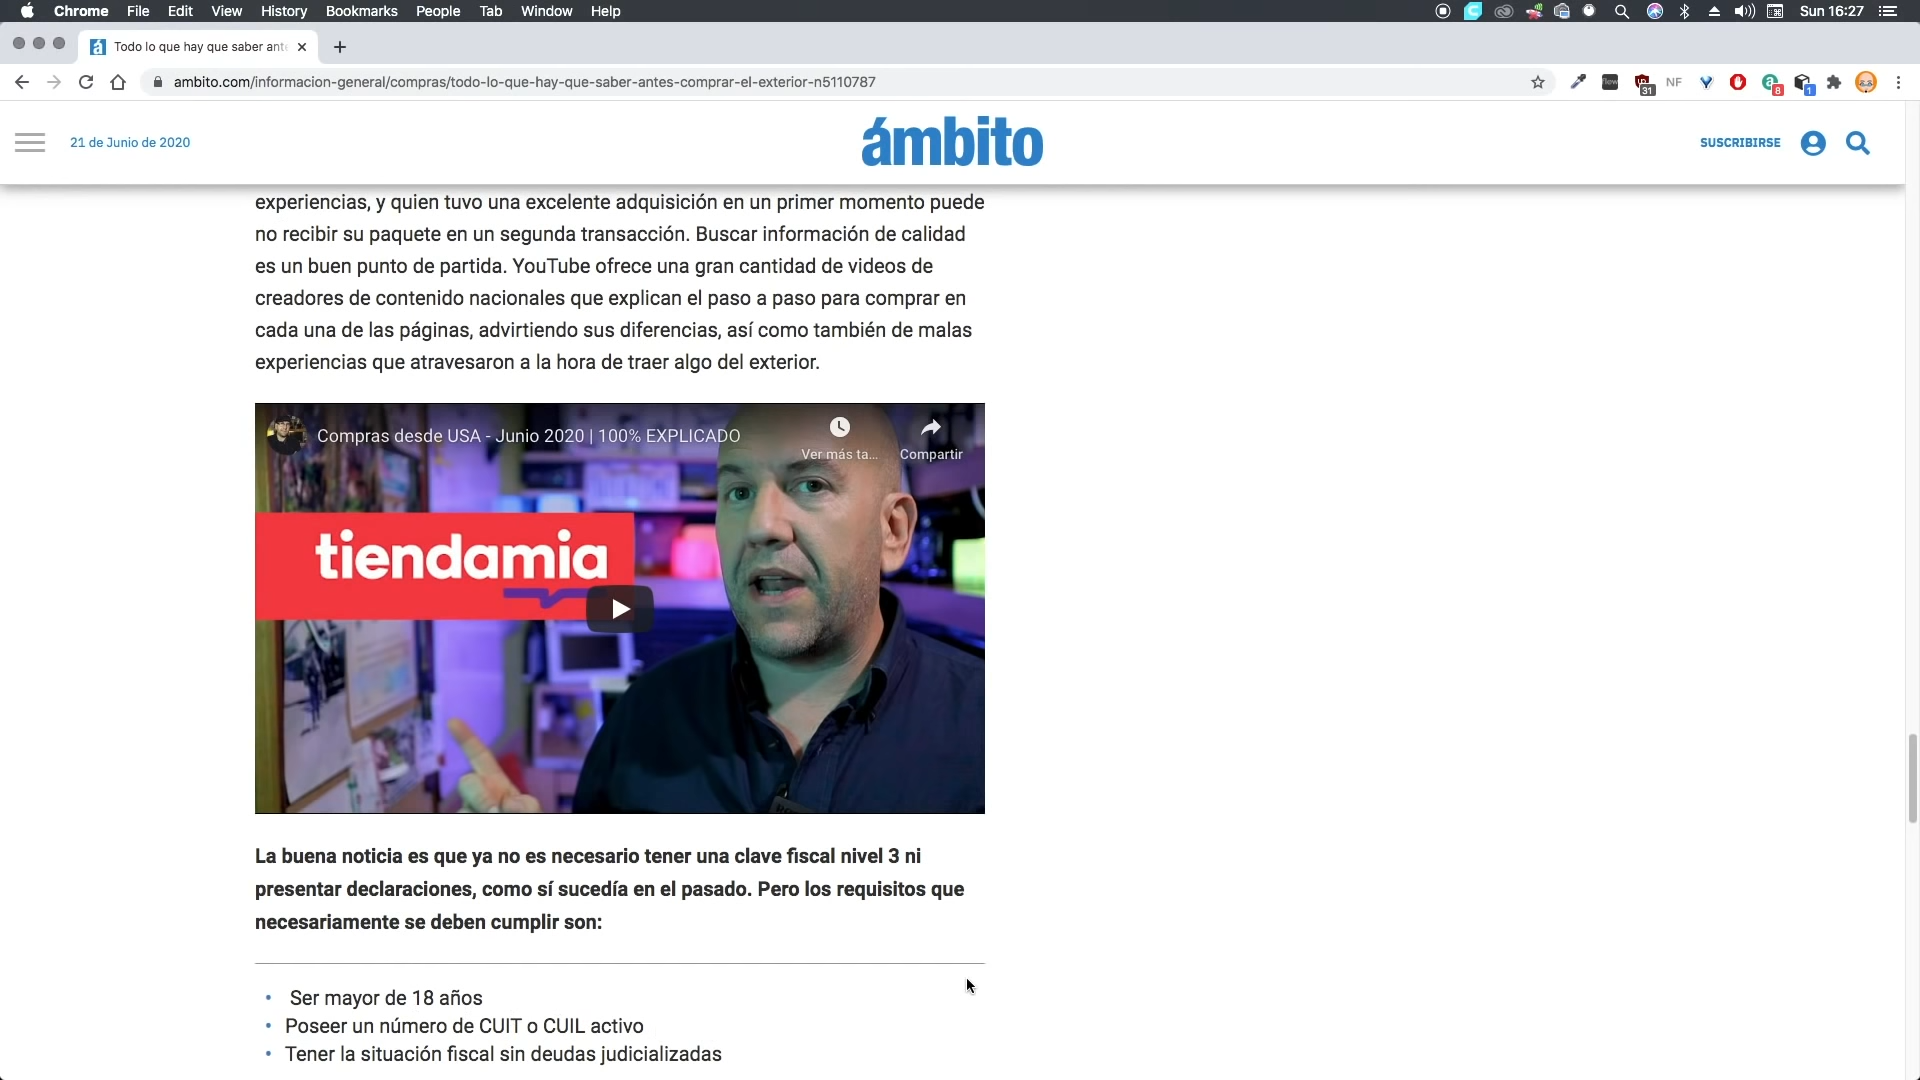 Chrome File Edit View History Bookmarks People Tab Window Help
Sun 16:27
Todo lo que hay que saber ante
ambito.com/informacion-general/compras/todo-lo-que-hay-que-saber-antes-comprar-el-exterior-n5110787
31
NF
8
1
21 de Junio de 2020
ámbito
SUSCRIBIRSE
experiencias, y quien tuvo una excelente adquisición en un primer momento puede
no recibir su paquete en un segunda transacción. Buscar información de calidad
es un buen punto de partida. YouTube ofrece una gran cantidad de videos de
creadores de contenido nacionales que explican el paso a paso para comprar en
cada una de las páginas, advirtiendo sus diferencias, así como también de malas
experiencias que atravesaron a la hora de traer algo del exterior.
Compras desde USA - Junio 2020 | 100% EXPLICADO
Ver más ta...
Compartir
tiendamia
La buena noticia es que ya no es necesario tener una clave fiscal nivel 3 ni
presentar declaraciones, como sí sucedía en el pasado. Pero los requisitos que
necesariamente se deben cumplir son:
• Ser mayor de 18 años
• Poseer un número de CUIT o CUIL activo
• Tener la situación fiscal sin deudas judicializadas